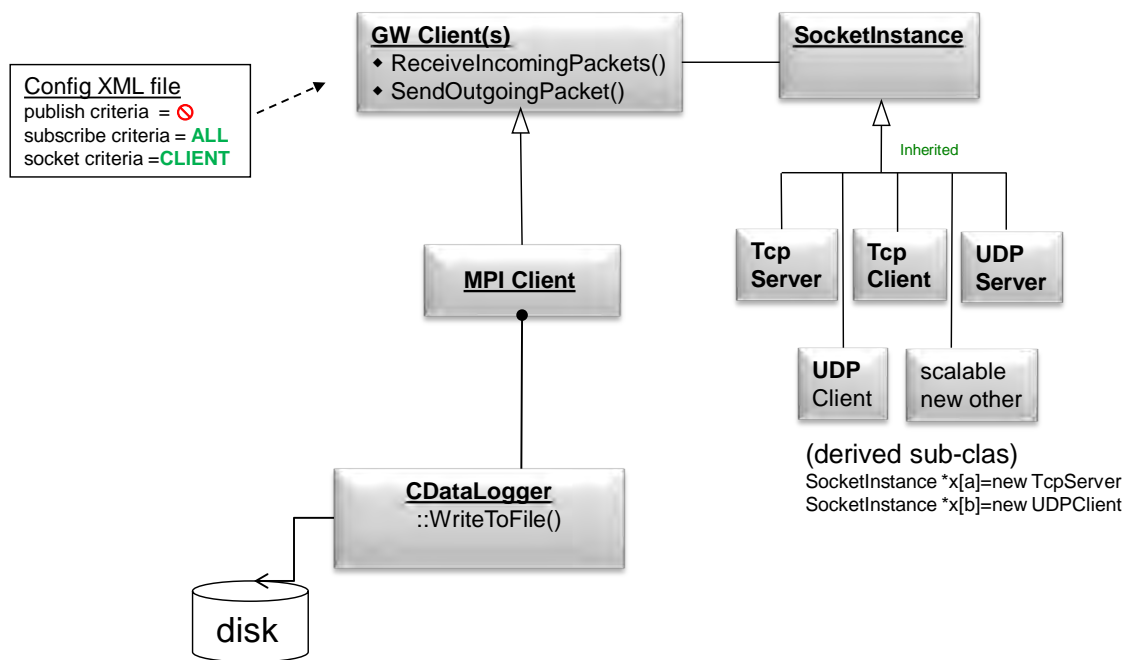 GW Client(s)
◆ ReceiveIncomingPackets()
◆ SendOutgoingPacket()
SocketInstance
Config XML file
publish criteria =
subscribe criteria = ALL
socket criteria =CLIENT
Inherited
Tcp
Server
Tcp
Client
UDP
Server
MPI Client
UDP
Client
scalable
new other
(derived sub-clas)
SocketInstance *x[a]=new TcpServer
SocketInstance *x[b]=new UDPClient
CDataLogger
::WriteToFile()
disk